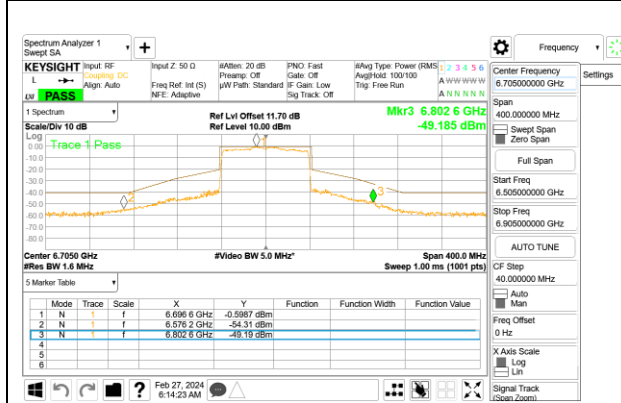 Spectrum Analyzer 1
Swept SA
+
Frequency
KEYSIGHT
L
LXI PASS
Input: RF
Coupling: DC
Align: Auto
Input Z: 50 Ω
Freq Ref: Int (S)
NFE: Adaptive
#Atten: 20 dB
Preamp: Off
µW Path: Standard
PNO: Fast
Gate: Off
IF Gain: Low
Sig Track: Off
#Avg Type: Power (RMS
Avg|Hold: 100/100
Trig: Free Run
1 2 3 4 5 6
A W W W W W
A N N N N N
1 Spectrum
Scale/Div 10 dB
Ref Lvl Offset 11.70 dB
Ref Level 10.00 dBm
Mkr3 6.802 6 GHz
-49.185 dBm
Log
Trace 1 Pass
0.00
-10.0
-20.0
-30.0
-40.0
-50.0
-60.0
-70.0
-80.0
2
3
Center 6.7050 GHz
#Res BW 1.6 MHz
#Video BW 5.0 MHz*
Span 400.0 MHz
Sweep 1.00 ms (1001 pts)
5 Marker Table
Mode Trace Scale X Y Function Function Width Function Value
1 N 1 f 6.696 6 GHz -0.5987 dBm
2 N 1 f 6.576 2 GHz -54.31 dBm
3 N 1 f 6.802 6 GHz -49.19 dBm
4
5
6
?
Feb 27, 2024
6:14:23 AM
Center Frequency
6.705000000 GHz
Settings
Span
400.000000 MHz
Swept Span
Zero Span
Full Span
Start Freq
6.505000000 GHz
Stop Freq
6.905000000 GHz
AUTO TUNE
CF Step
40.000000 MHz
Auto
Man
Freq Offset
0 Hz
X Axis Scale
Log
Lin
Signal Track
(Span Zoom)